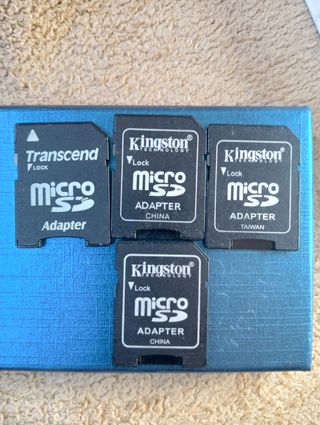 Transcend
LOCK
micro
SD
Adapter
Kingston
TECHNOLOGY
Lock
micro
SD
ADAPTER
CHINA
Kingston
TECHNOLOGY
Lock
micro
SD
ADAPTER
TAIWAN
Kingston
TECHNOLOGY
Lock
micro
SD
ADAPTER
CHINA